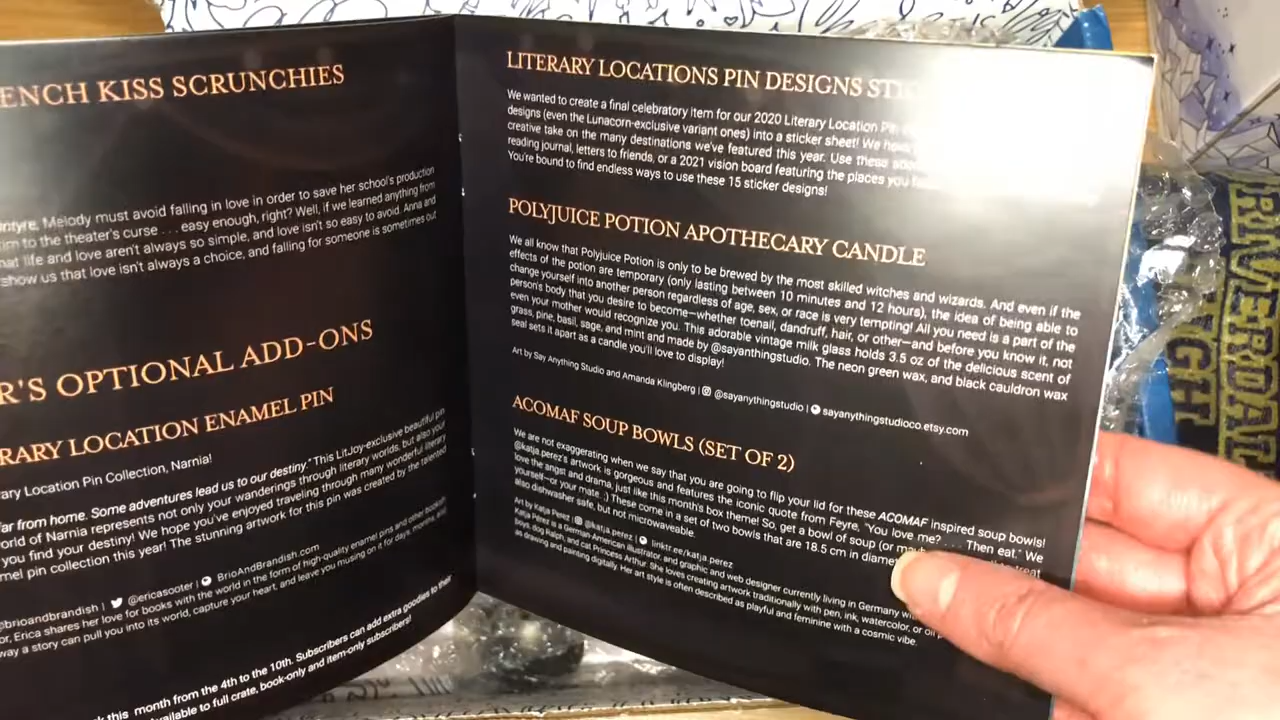 ENCH KISS SCRUNCHIES
Intyre, Melody must avoid falling in love in order to save her school's production
im to the theater's curse . . . easy enough, right? Well, if we learned anything from
hat life and love aren't always so simple, and love isn't so easy to avoid. Anna and
show us that love isn't always a choice, and falling for someone is sometimes out
R'S OPTIONAL ADD-ONS
RARY LOCATION ENAMEL PIN
ary Location Pin Collection, Narnia!
far from home. Some adventures lead us to our destiny." This LitJoy-exclusive beautiful pin
orld of Narnia represents not only your wanderings through literary worlds, but also your
you find your destiny! We hope you've enjoyed traveling through many wonderful literary
mel pin collection this year! The stunning artwork for this pin was created by the talented
brioandbrandish | @ericasooter | BrioAndBrandish.com
or, Erica shares her love for books with the world in the form of high-quality enamel pins and other bookish
way a story can pull you into its world, capture your heart, and leave you musing on it for days, months, and
k this month from the 4th to the 10th. Subscribers can add extra goodies to their
vailable to full crate, book-only and item-only subscribers!
LITERARY LOCATIONS PIN DESIGNS STIC
We wanted to create a final celebratory item for our 2020 Literary Location Pin
designs (even the Lunacorn-exclusive variant ones) into a sticker sheet! We hope
creative take on the many destinations we've featured this year. Use these
reading journal, letters to friends, or a 2021 vision board featuring the places you
You're bound to find endless ways to use these 15 sticker designs!
POLYJUICE POTION APOTHECARY CANDLE
We all know that Polyjuice Potion is only to be brewed by the most skilled witches and wizards. And even if the
effects of the potion are temporary (only lasting between 10 minutes and 12 hours), the idea of being able to
change yourself into another person regardless of age, sex, or race is very tempting! All you need is a part of the
person's body that you desire to become—whether toenail, dandruff, hair, or other—and before you know it, not
even your mother would recognize you. This adorable vintage milk glass holds 3.5 oz of the delicious scent of
grass, pine, basil, sage, and mint and made by @sayanthingstudio. The neon green wax, and black cauldron wax
seal sets it apart as a candle you'll love to display!
Art by Say Anything Studio and Amanda Klingberg | @sayanythingstudio | sayanythingstudioco.etsy.com
ACOMAF SOUP BOWLS (SET OF 2)
We are not exaggerating when we say that you are going to flip your lid for these ACOMAF inspired soup bowls!
@katja.perez's artwork is gorgeous and features the iconic quote from Feyre, "You love me? . . . Then eat." We
love the angst and drama, just like this month's box theme! So, get a bowl of soup (or treat
yourself—or your mate. ;) These come in a set of two bowls that are 18.5 cm in
also dishwasher safe, but not microwaveable.
Art by Katja Perez | @katja.perez | linktr.ee/katja.perez
Katja Perez is a German-American illustrator, and graphic and web designer currently living in Germany
boys, dog Ralph, and cat Princess Arthur. She loves creating artwork traditionally with pen, ink, watercolor, or oil
as drawing and painting digitally. Her art style is often described as playful and feminine with a cosmic vibe.